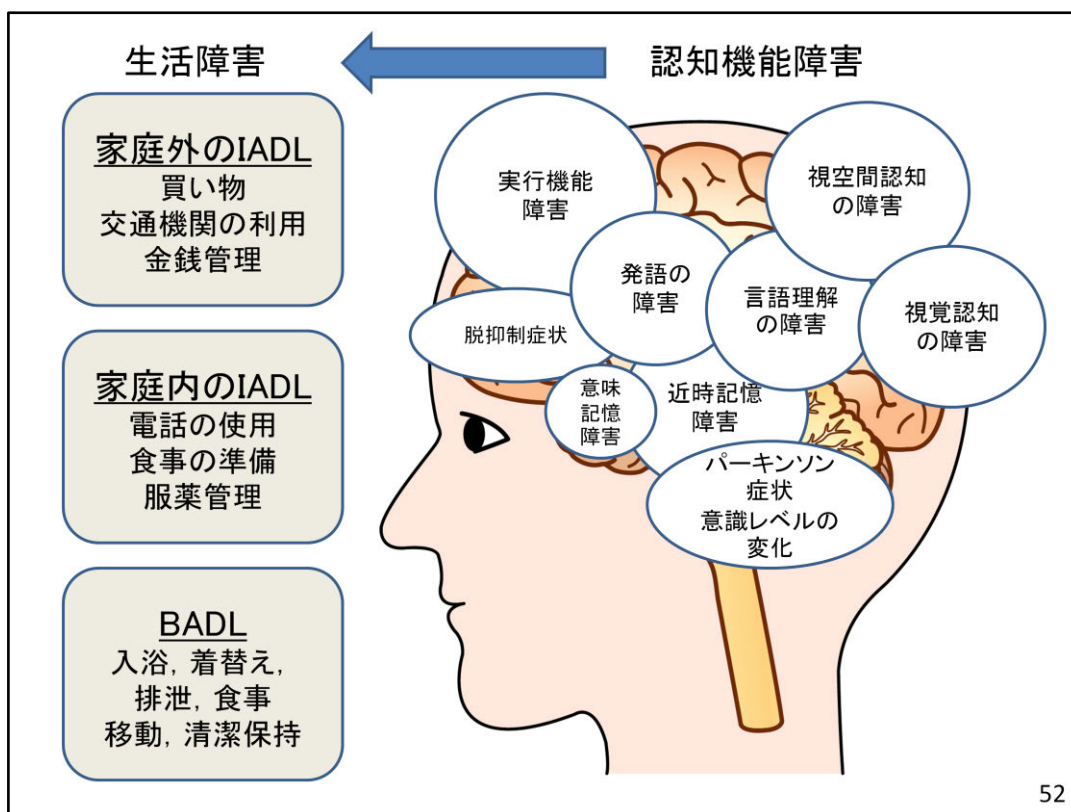 生活障害
認知機能障害
家庭外のIADL
買い物
交通機関の利用
金銭管理
家庭内のIADL
電話の使用
食事の準備
服薬管理
BADL
入浴, 着替え,
排泄, 食事
移動, 清潔保持
実行機能
障害
視空間認知
の障害
発語の
障害
言語理解
の障害
視覚認知
の障害
脱抑制症状
意味
記憶
障害
近時記憶
障害
パーキンソン
症状
意識レベルの
変化
52